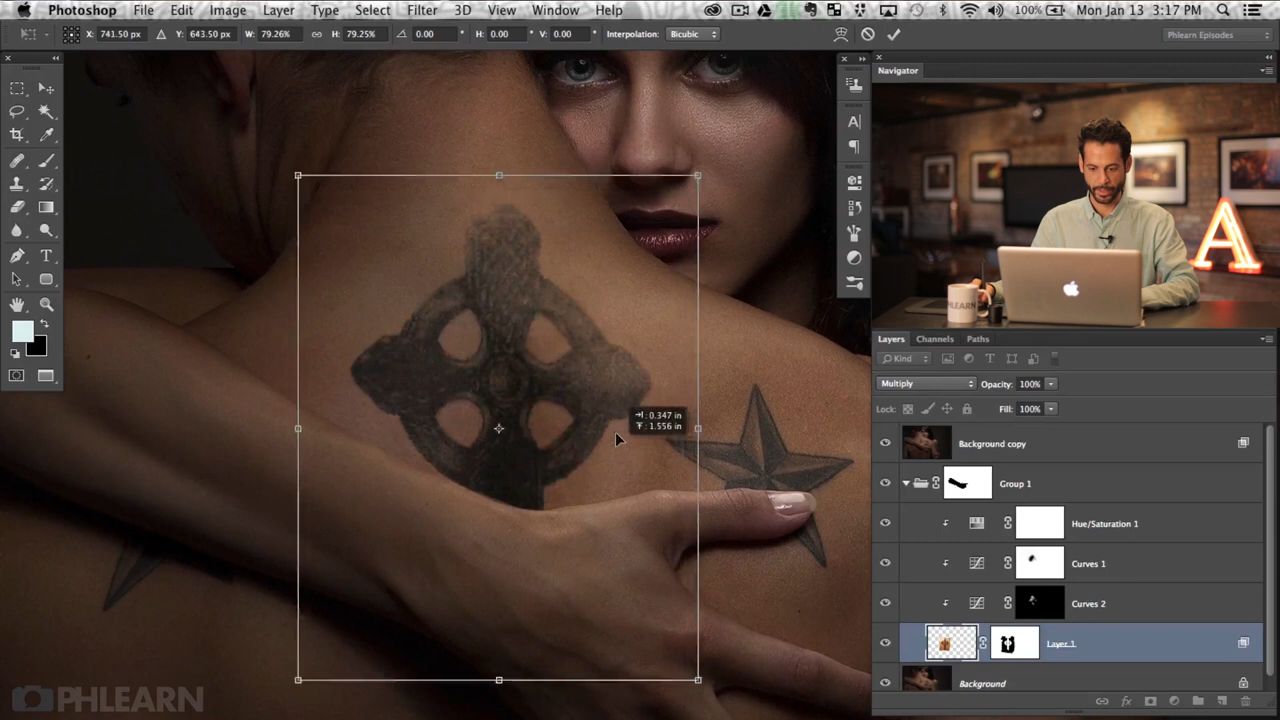 Photoshop File Edit Image Layer Type Select Filter 3D View Window Help 100% Mon Jan 13 3:17 PM
X: 741.50 px Y: 643.50 px W: 79.26% H: 79.25% 0.00 ° H: 0.00 ° V: 0.00 ° Interpolation: Bicubic Phlearn Episodes
Navigator
A
PHLEARN
Layers Channels Paths
Kind
Multiply Opacity: 100%
Lock: Fill: 100%
Background copy
Group 1
Hue/Saturation 1
Curves 1
Curves 2
Layer 1
Background
: 0.347 in
: 1.556 in
PHLEARN